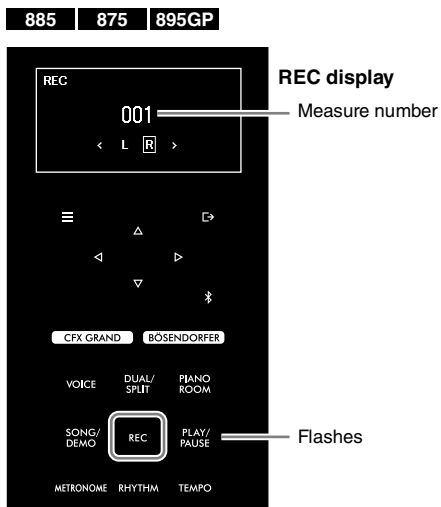 885 875 895GP
REC
REC display
001
Measure number
< L R >
CFX GRAND BÖSENDORFER
VOICE DUAL/ SPLIT PIANO ROOM
SONG/ DEMO REC PLAY/ PAUSE
Flashes
METRONOME RHYTHM TEMPO